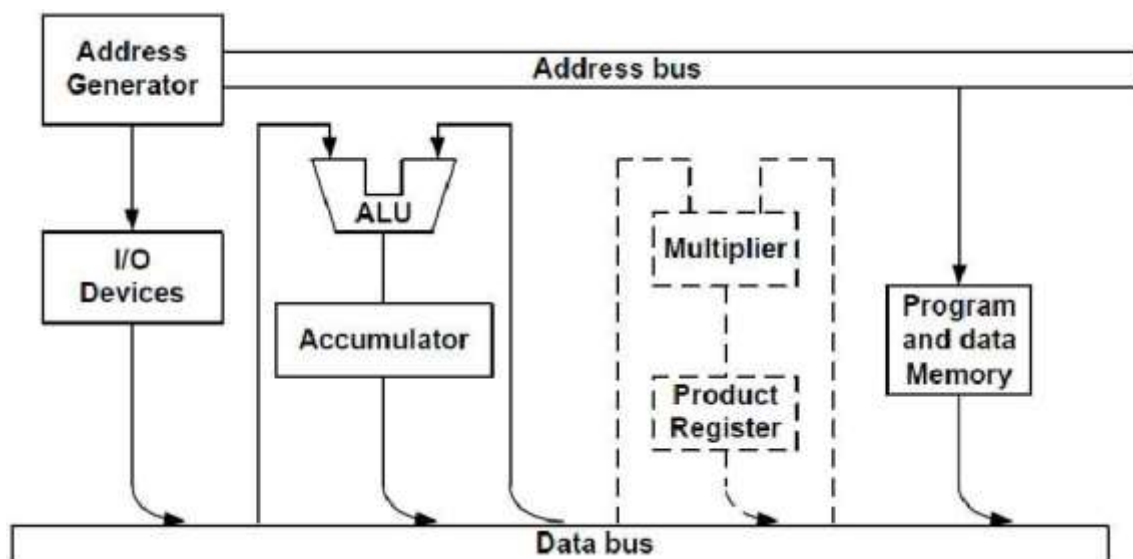 Address
Generator
Address bus
ALU
I/O
Devices
Multiplier
Accumulator
Program
and data
Memory
Product
Register
Data bus